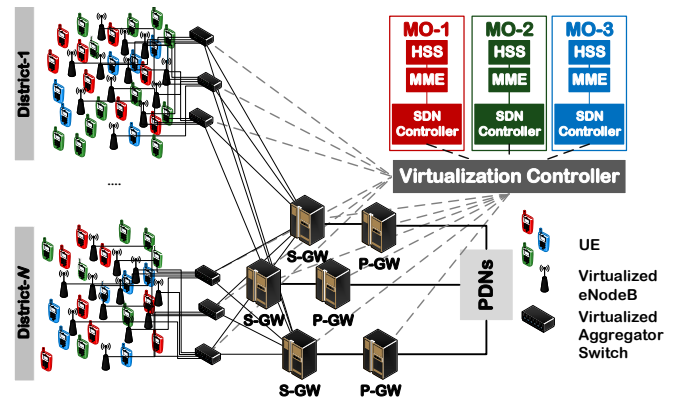 District-1
....
District-N
MO-1
HSS
MME
SDN
Controller
MO-2
HSS
MME
SDN
Controller
MO-3
HSS
MME
SDN
Controller
Virtualization Controller
S-GW
P-GW
S-GW
P-GW
S-GW
P-GW
PDNs
UE
Virtualized
eNodeB
Virtualized
Aggregator
Switch